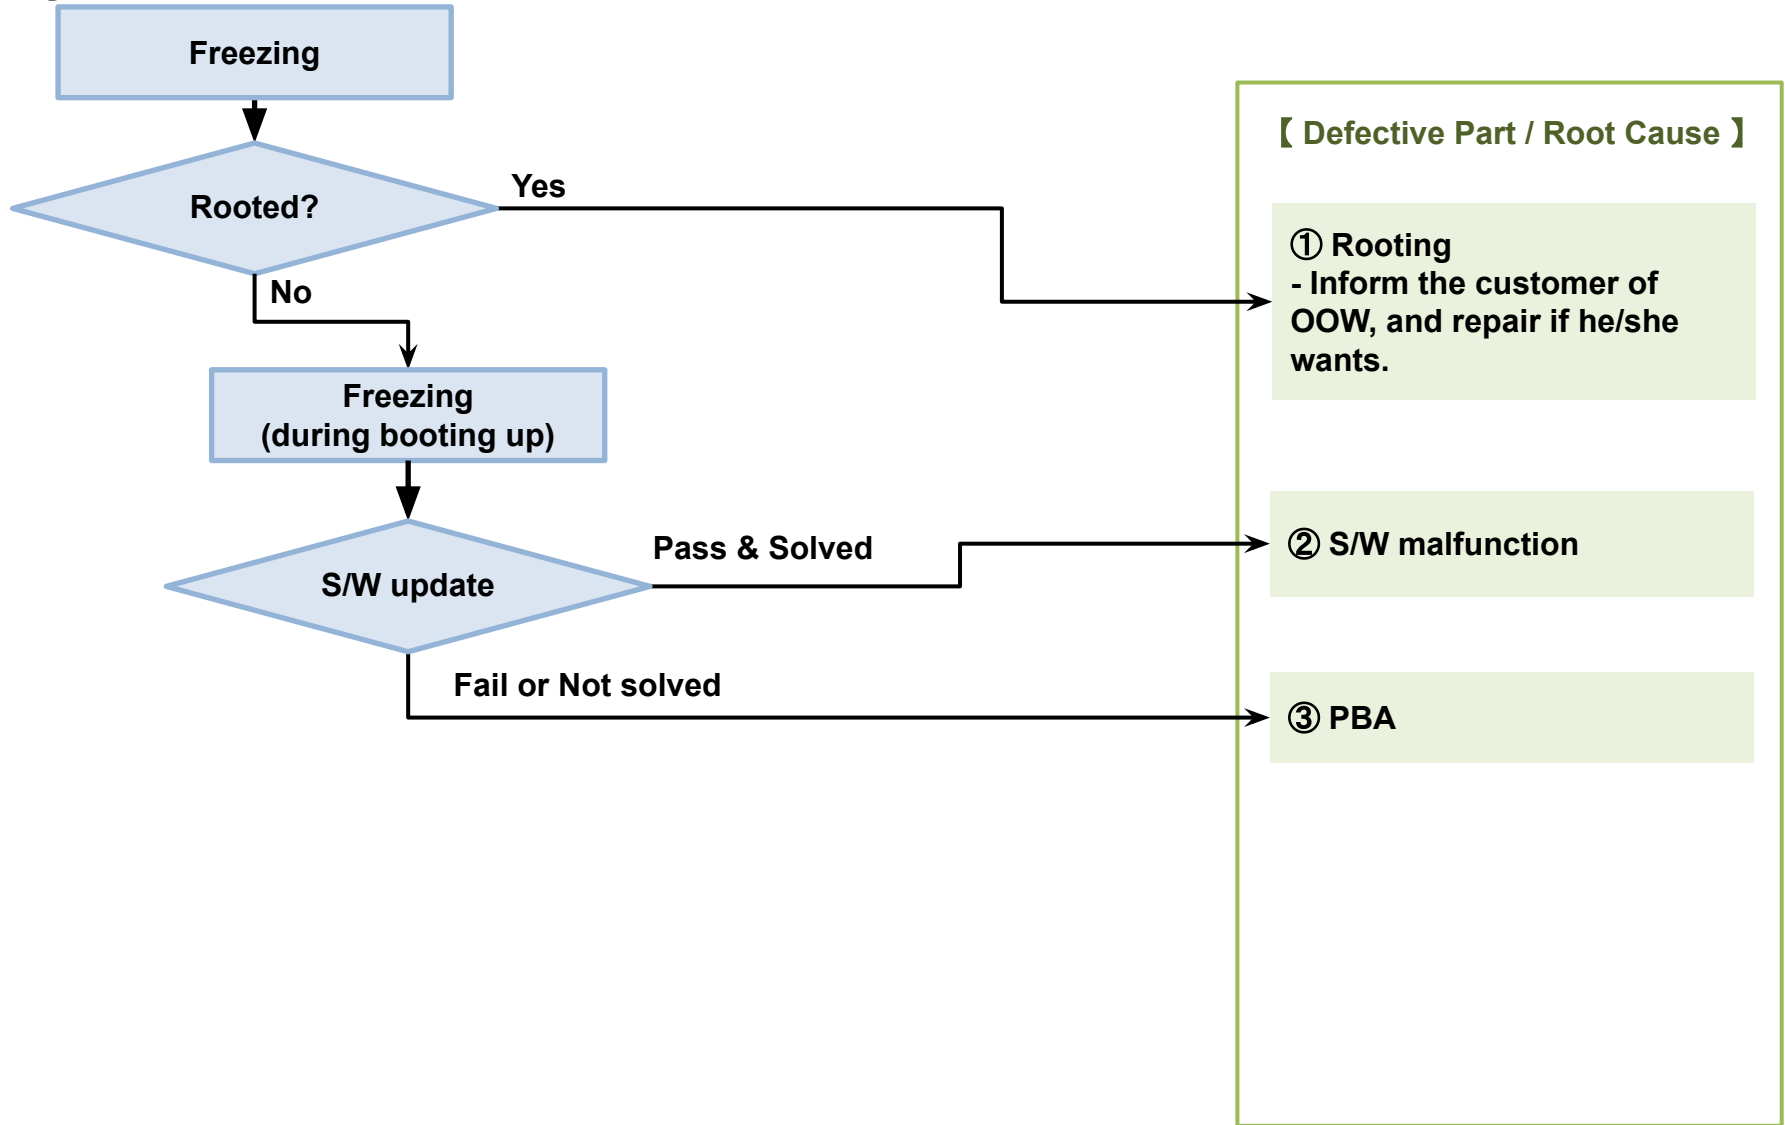 Freezing
Rooted?
Yes
No
Freezing
(during booting up)
S/W update
Pass & Solved
Fail or Not solved
【 Defective Part / Root Cause 】
① Rooting
- Inform the customer of
OOW, and repair if he/she
wants.
② S/W malfunction
③ PBA